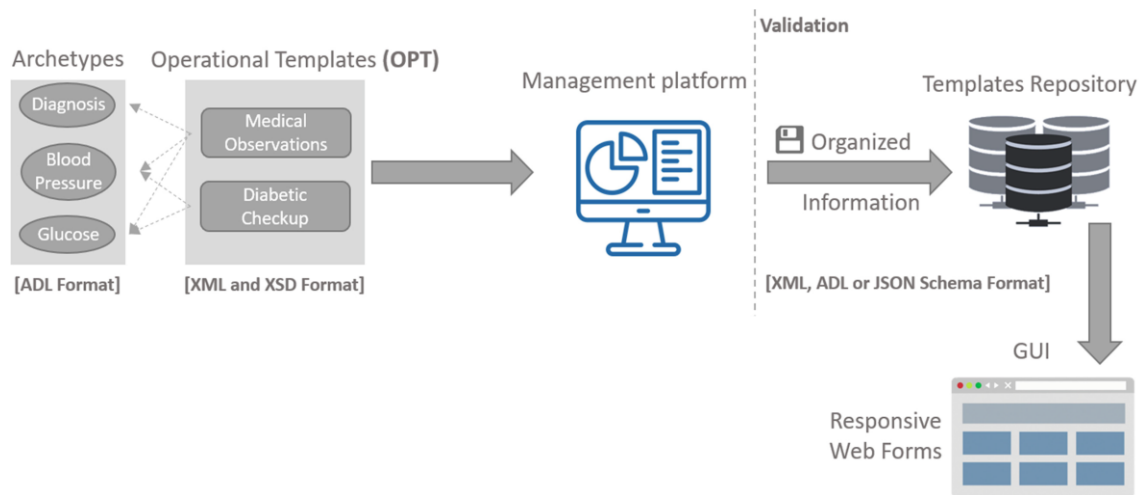 Archetypes
Diagnosis
Blood
Pressure
Glucose
[ADL Format]
Operational Templates (OPT)
Medical
Observations
Diabetic
Checkup
[XML and XSD Format]
Management platform
Validation
Organized
Information
[XML, ADL or JSON Schema Format]
Templates Repository
GUI
Responsive
Web Forms